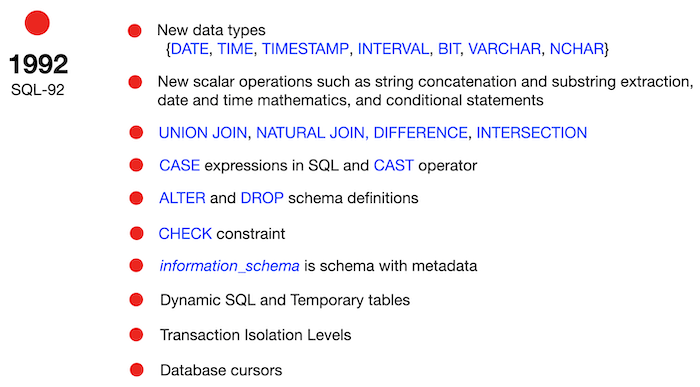 1992
SQL-92
New data types
{DATE, TIME, TIMESTAMP, INTERVAL, BIT, VARCHAR, NCHAR}
New scalar operations such as string concatenation and substring extraction,
date and time mathematics, and conditional statements
UNION JOIN, NATURAL JOIN, DIFFERENCE, INTERSECTION
CASE expressions in SQL and CAST operator
ALTER and DROP schema definitions
CHECK constraint
information_schema is schema with metadata
Dynamic SQL and Temporary tables
Transaction Isolation Levels
Database cursors